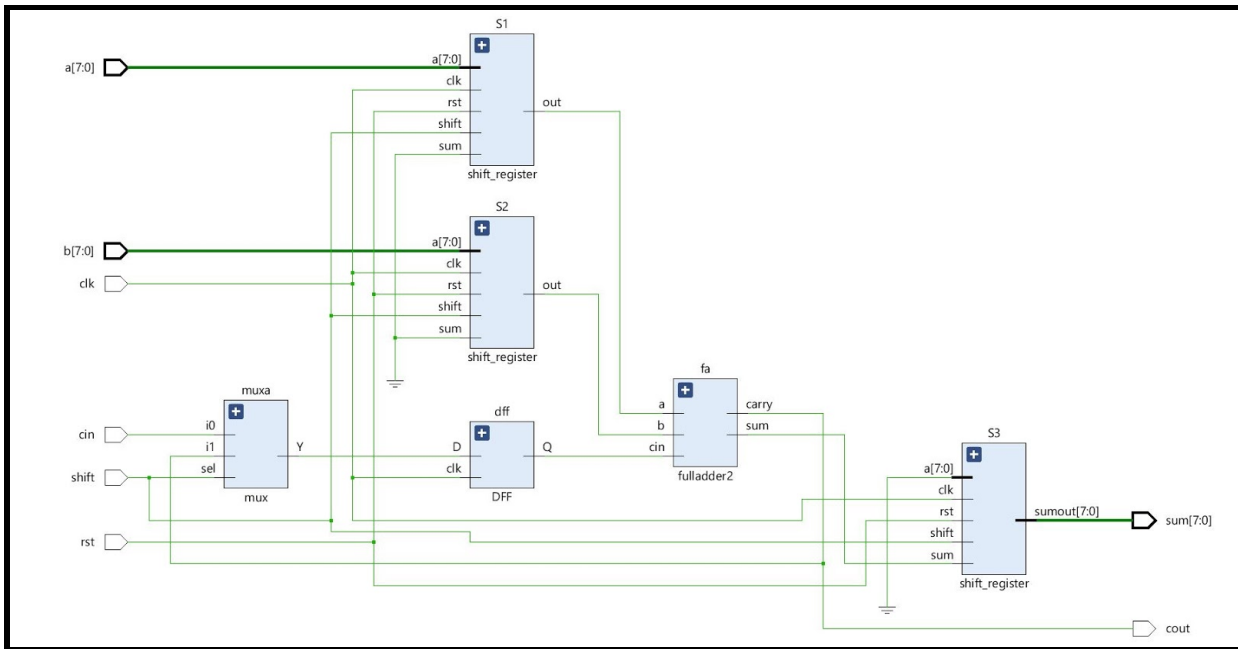 S1
a[7:0]
a[7:0]
clk
rst
shift
sum
out
shift_register
S2
b[7:0]
a[7:0]
clk
clk
rst
shift
sum
out
shift_register
muxa
cin
i0
i1
shift
sel
Y
mux
rst
dff
D
clk
Q
DFF
fa
a
b
cin
carry
sum
fulladder2
S3
a[7:0]
clk
rst
shift
sum
sumout[7:0]
sum[7:0]
shift_register
cout